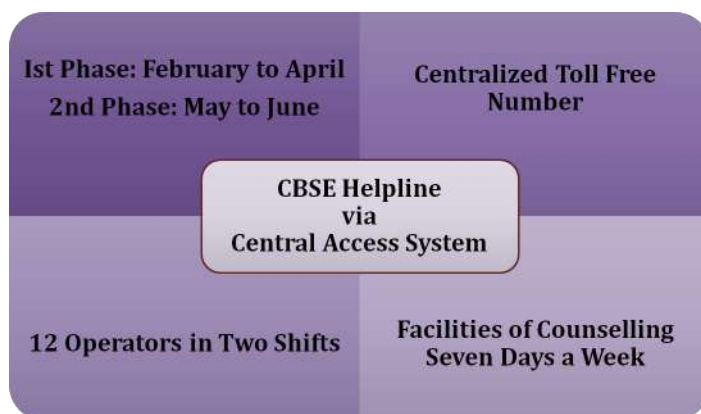 Ist Phase: February to April
2nd Phase: May to June
Centralized Toll Free
Number
CBSE Helpline
via
Central Access System
12 Operators in Two Shifts
Facilities of Counselling
Seven Days a Week